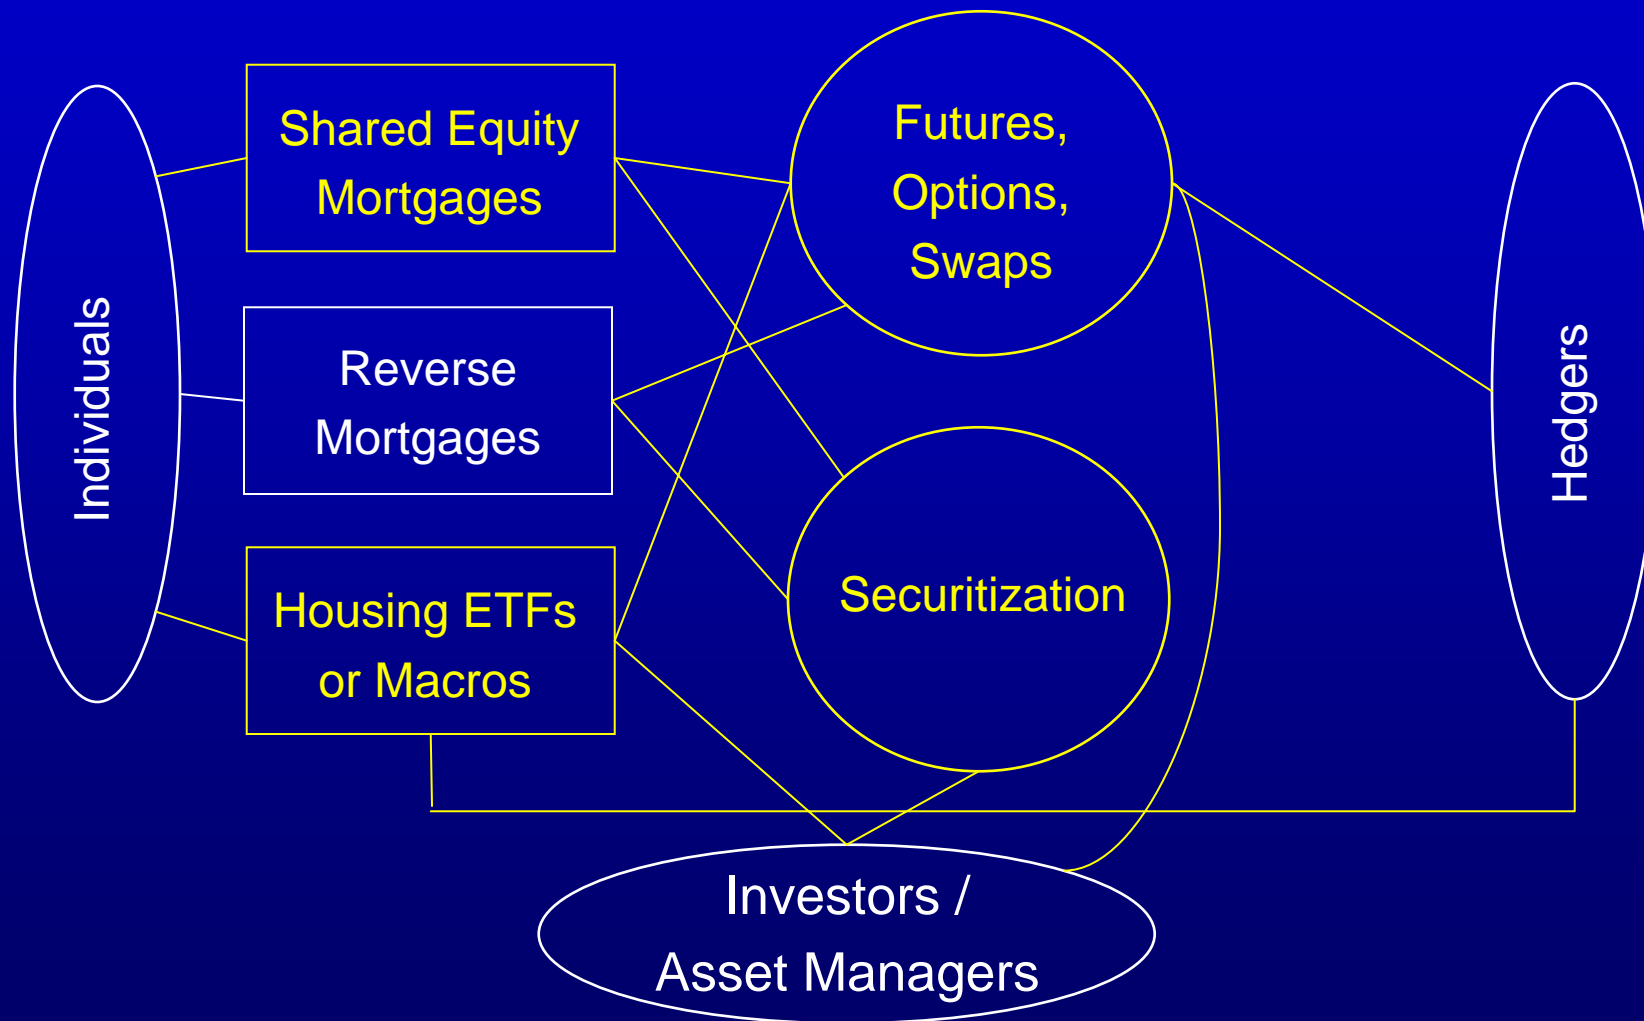 Individuals
Shared Equity
Mortgages
Reverse
Mortgages
Housing ETFs
or Macros
Futures,
Options,
Swaps
Securitization
Hedgers
Investors /
Asset Managers